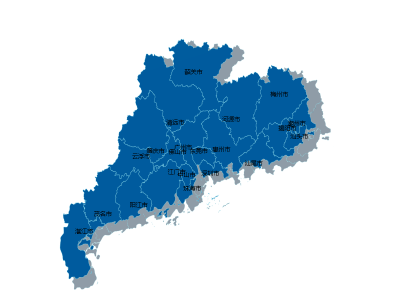 韶关市
梅州市
清远市
河源市
潮州市
揭阳市
汕头市
广州市
肇庆市
佛山市
东莞市
惠州市
云浮市
汕尾市
江门市
中山市
深圳市
珠海市
阳江市
茂名市
湛江市